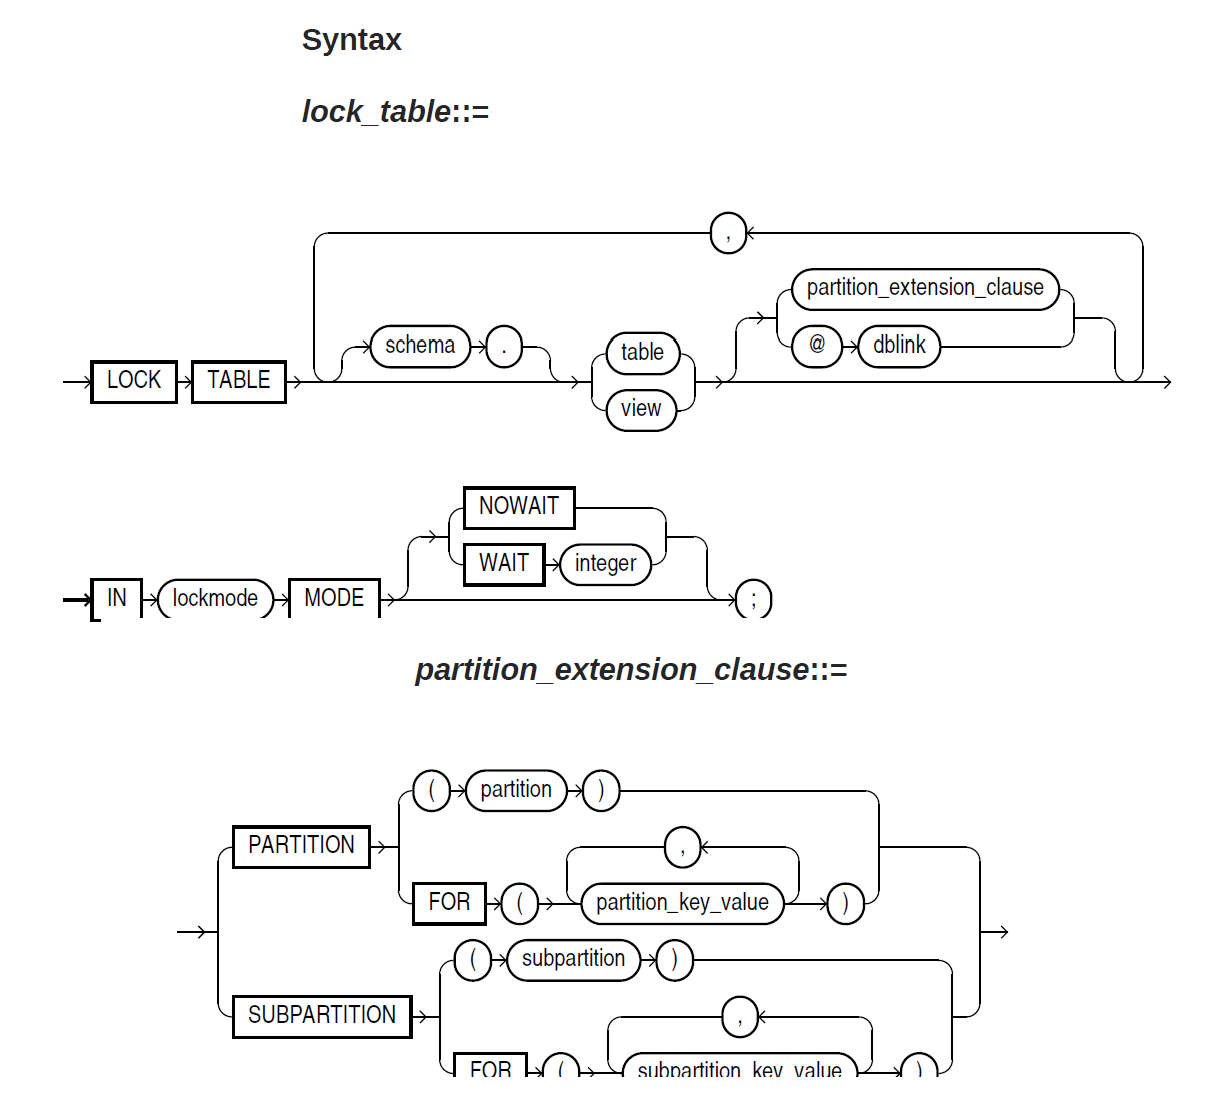 Syntax
lock_table::=
,
partition_extension_clause
schema . table @ dblink
LOCK TABLE
view
NOWAIT
WAIT integer
IN lockmode MODE ;
partition_extension_clause::=
( partition )
PARTITION ,
FOR ( partition_key_value )
( subpartition )
SUBPARTITION ,
FOR ( subpartition_key_value )